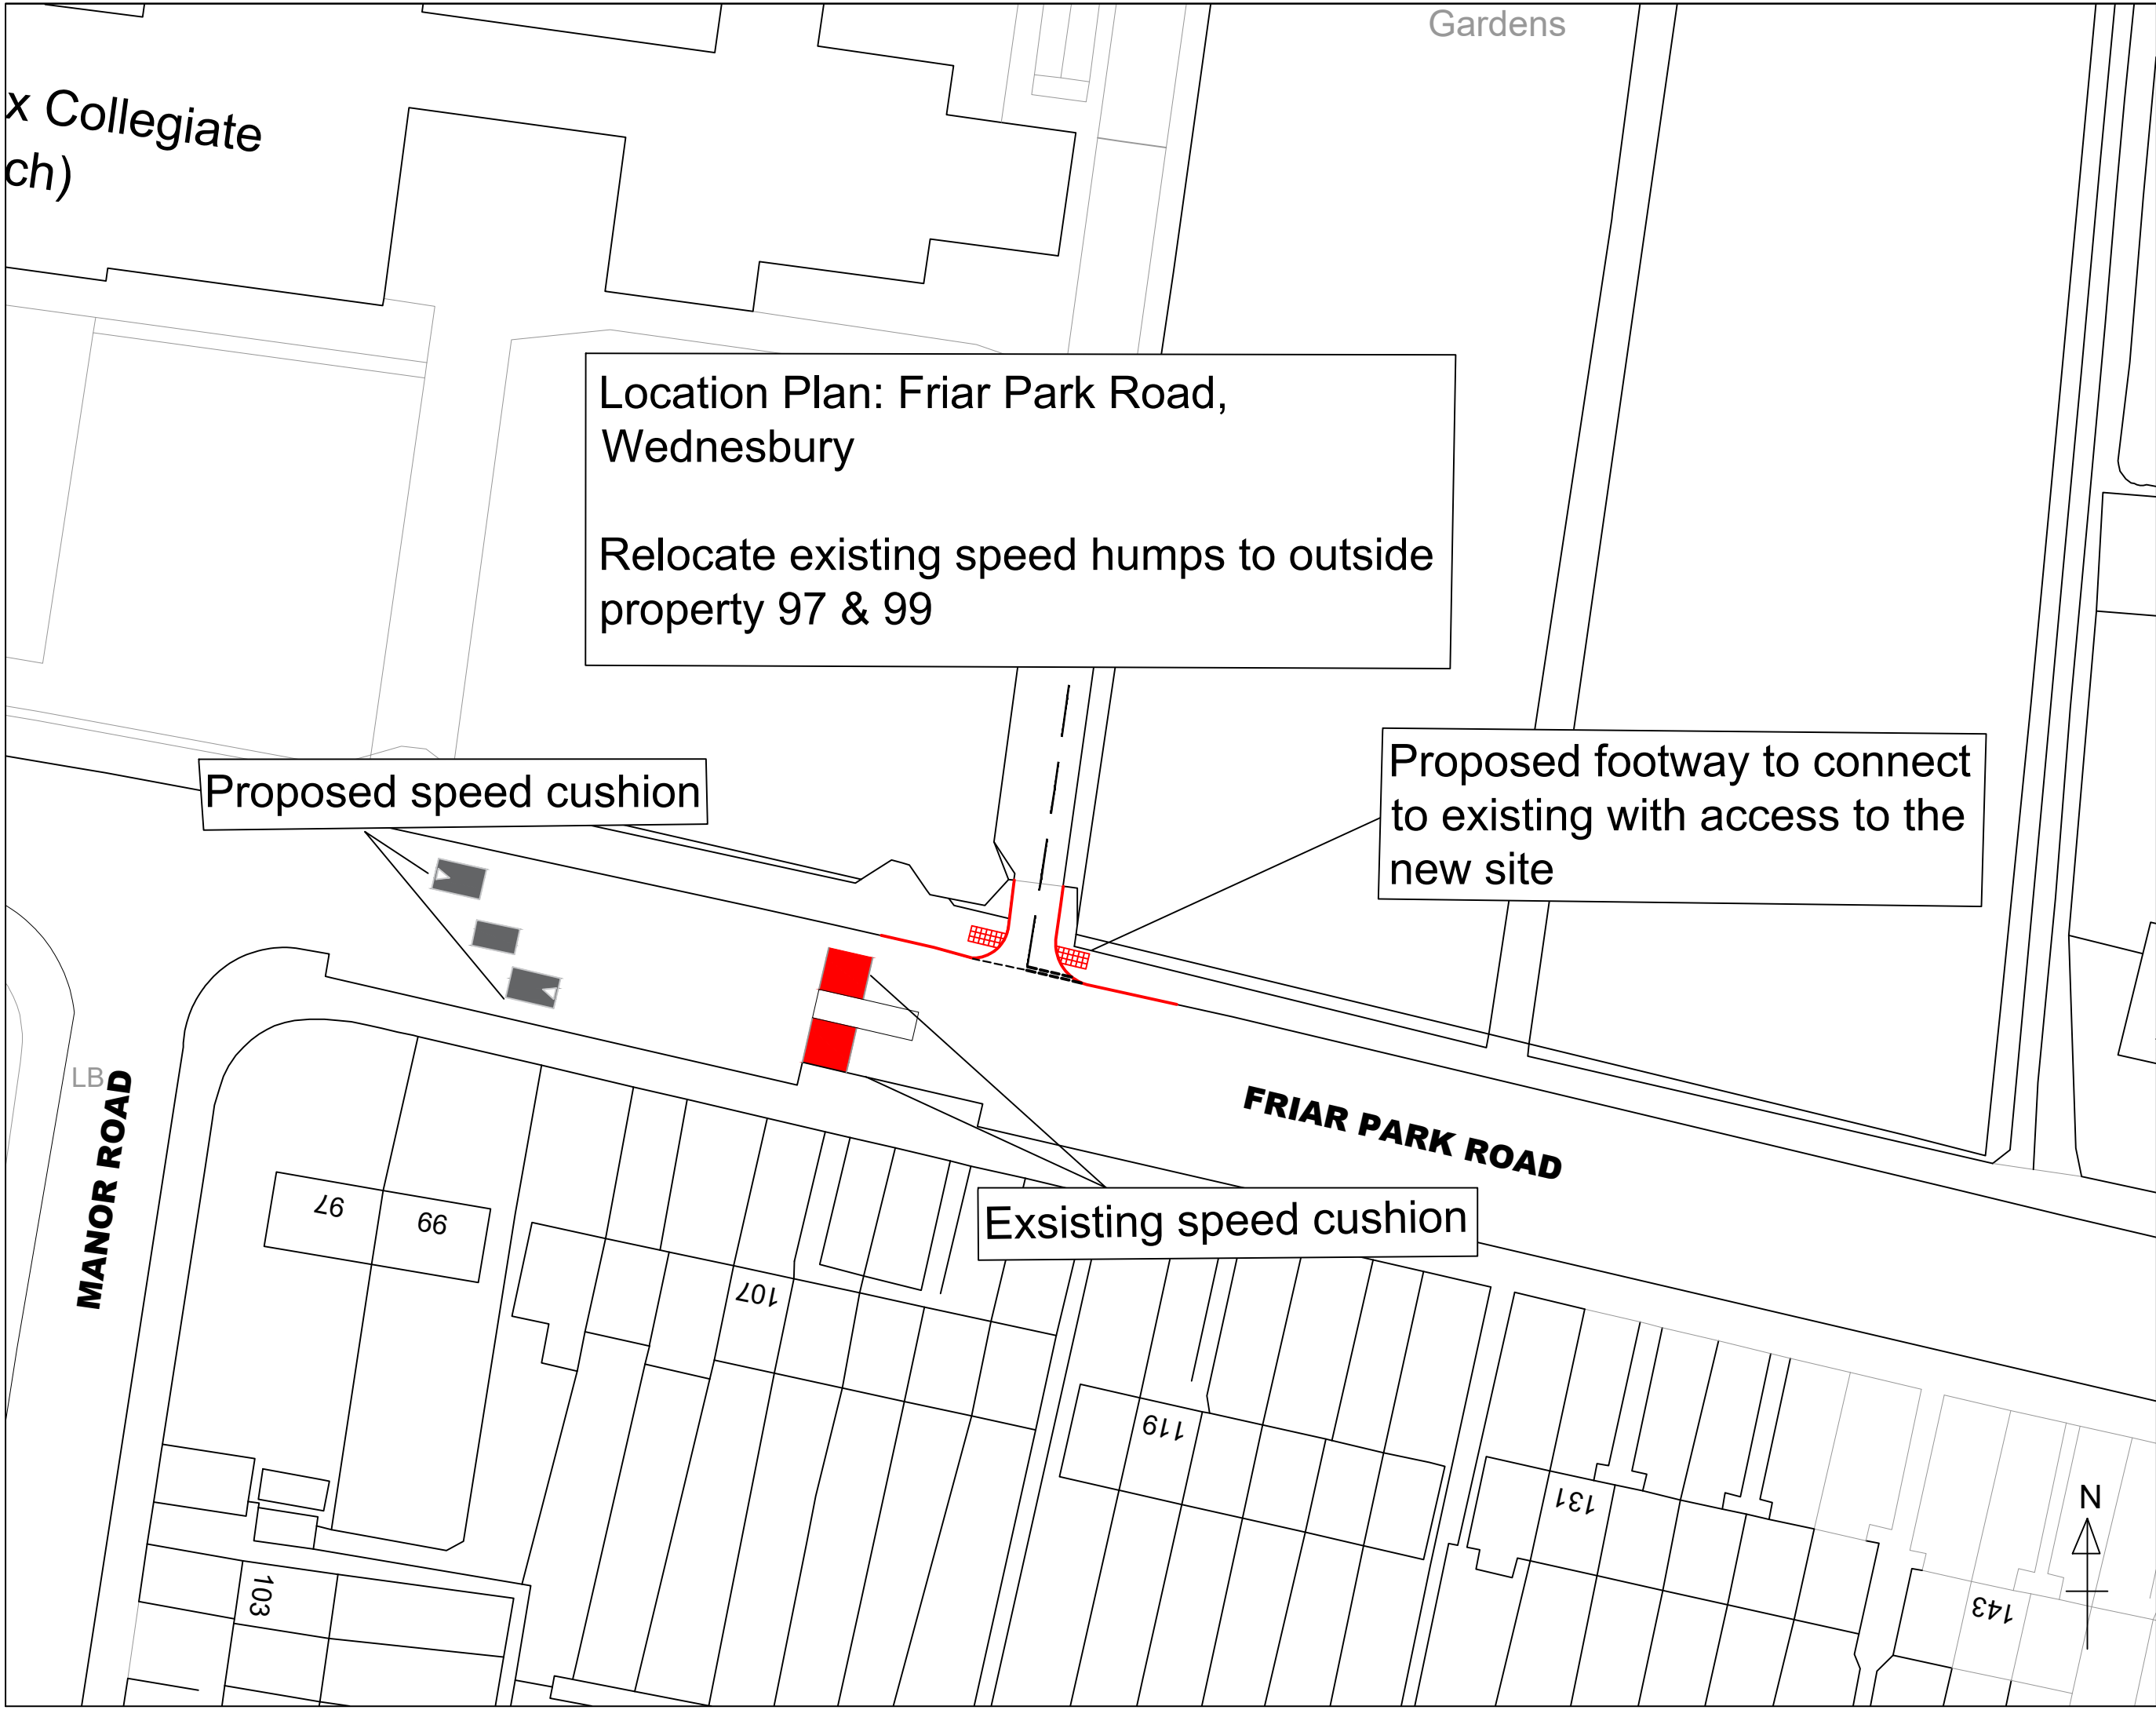 Gardens
x Collegiate
ch)
Location Plan: Friar Park Road,
Wednesbury
Relocate existing speed humps to outside
property 97 & 99
Proposed speed cushion
Proposed footway to connect
to existing with access to the
new site
LB
MANOR ROAD
FRIAR PARK ROAD
97
99
Exsisting speed cushion
107
119
131
N
103
143